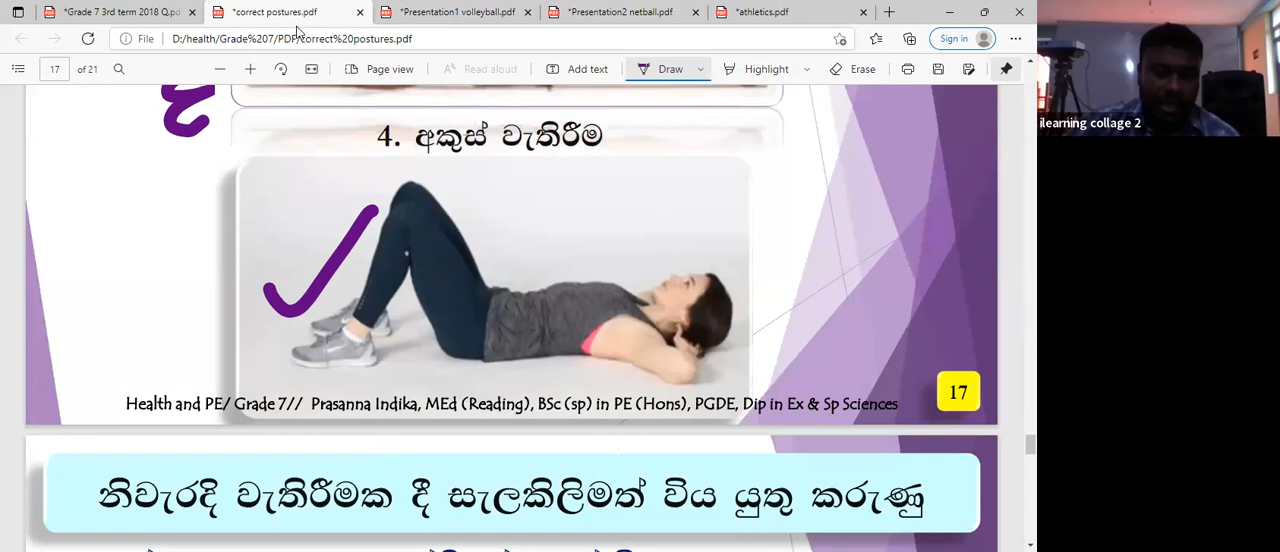 *Grade 7 3rd term 2018 Q.pd
*correct postures.pdf
*Presentation1 volleyball.pdf
*Presentation2 netball.pdf
*athletics.pdf
File
D:/health/Grade%207/PDF/correct%20postures.pdf
Sign in
17 of 21
Page view
Read aloud
Add text
Draw
Highlight
Erase
ilearning collage 2
4. අකුස් වැතිරීම
Health and PE/ Grade 7// Prasanna Indika, MEd (Reading), BSc (sp) in PE (Hons), PGDE, Dip in Ex & Sp Sciences
17
නිවැරදි වැතිරීමක දී සැලකිලිමත් විය යුතු කරුණු